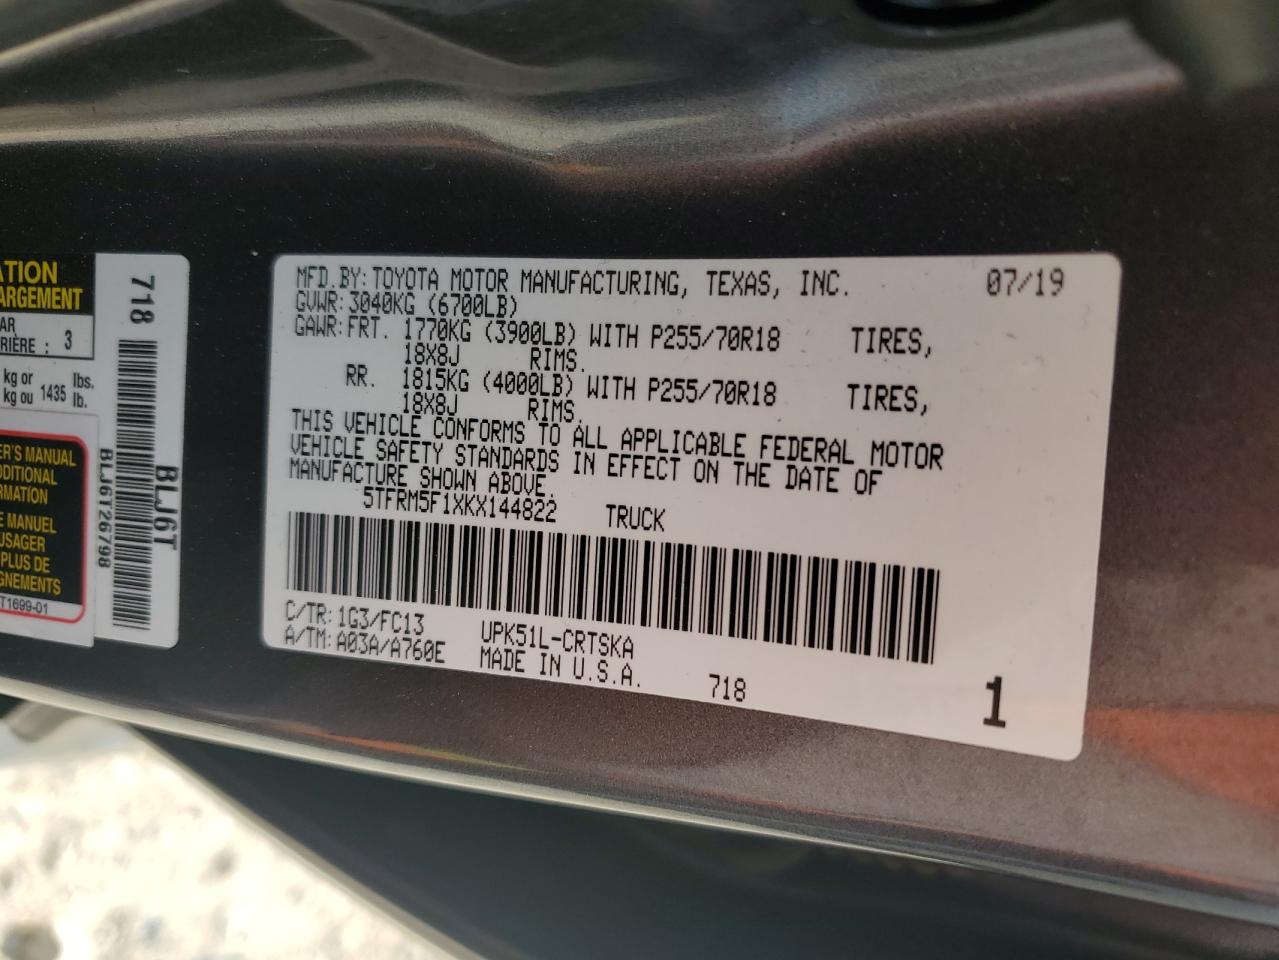 ATION
ARGEMENT
AR
RIÈRE : 3
kg or
kg ou 1435 lbs.
lb.
ER'S MANUAL
DDITIONAL
RMATION
E MANUEL
USAGER
PLUS DE
GNEMENTS
T1699-01
718
BLJ6T
BLJ6T26798
MFD.BY:TOYOTA MOTOR MANUFACTURING, TEXAS, INC. 07/19
GVWR:3040KG (6700LB)
GAWR:FRT. 1770KG (3900LB) WITH P255/70R18 TIRES,
18X8J RIMS.
RR. 1815KG (4000LB) WITH P255/70R18 TIRES,
18X8J RIMS.
THIS VEHICLE CONFORMS TO ALL APPLICABLE FEDERAL MOTOR
VEHICLE SAFETY STANDARDS IN EFFECT ON THE DATE OF
MANUFACTURE SHOWN ABOVE.
5TFRM5F1XKX144822 TRUCK
C/TR:1G3/FC13 UPK51L-CRTSKA
A/TM:A03A/A760E MADE IN U.S.A. 718
1